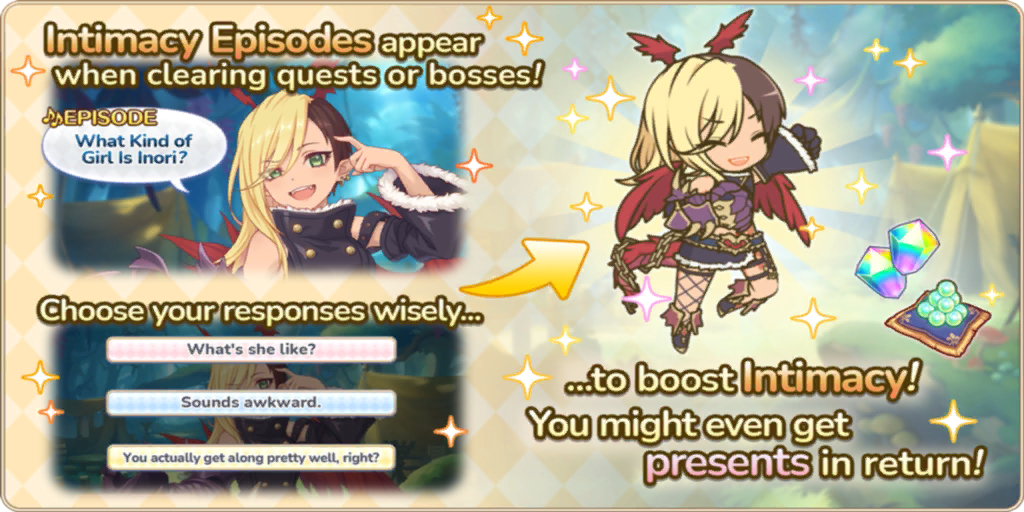 Intimacy Episodes appear
when clearing quests or bosses!
EPISODE
What Kind of
Girl Is Inori?
Choose your responses wisely...
What's she like?
Sounds awkward.
You actually get along pretty well, right?
...to boost Intimacy!
You might even get
presents in return!